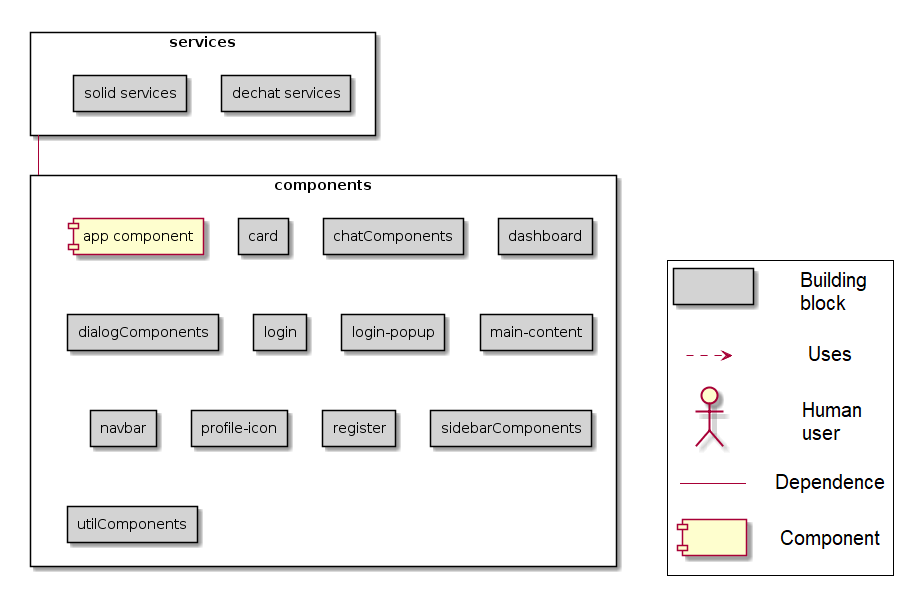 services
solid services
dechat services
components
app component
card
chatComponents
dashboard
dialogComponents
login
login-popup
main-content
navbar
profile-icon
register
sidebarComponents
utilComponents
Building
block
Uses
Human
user
Dependence
Component